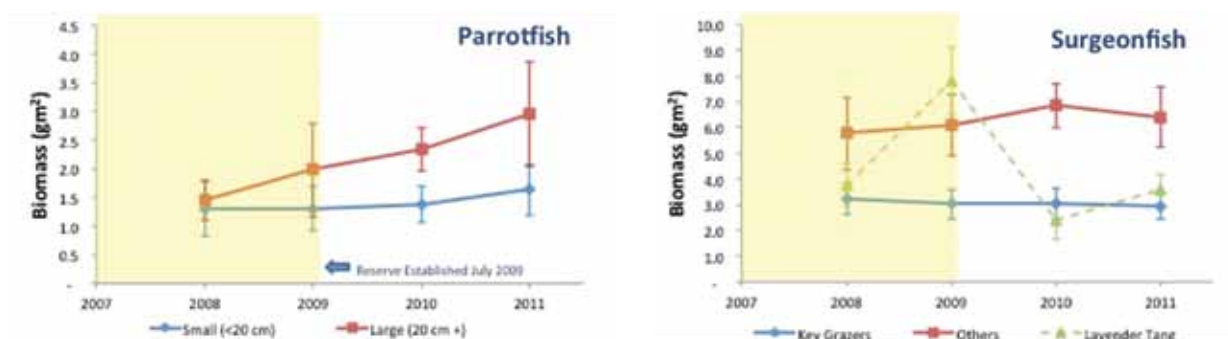 Parrotfish
Biomass (gm²)
4.5
4.0
3.5
3.0
2.5
2.0
1.5
1.0
0.5
-
Reserve Established July 2009
2007 2008 2009 2010 2011
Small (<20 cm) Large (20 cm +)
Surgeonfish
Biomass (gm²)
10.0
9.0
8.0
7.0
6.0
5.0
4.0
3.0
2.0
1.0
-
2007 2008 2009 2010 2011
Key Grazers Others Lavender Tang